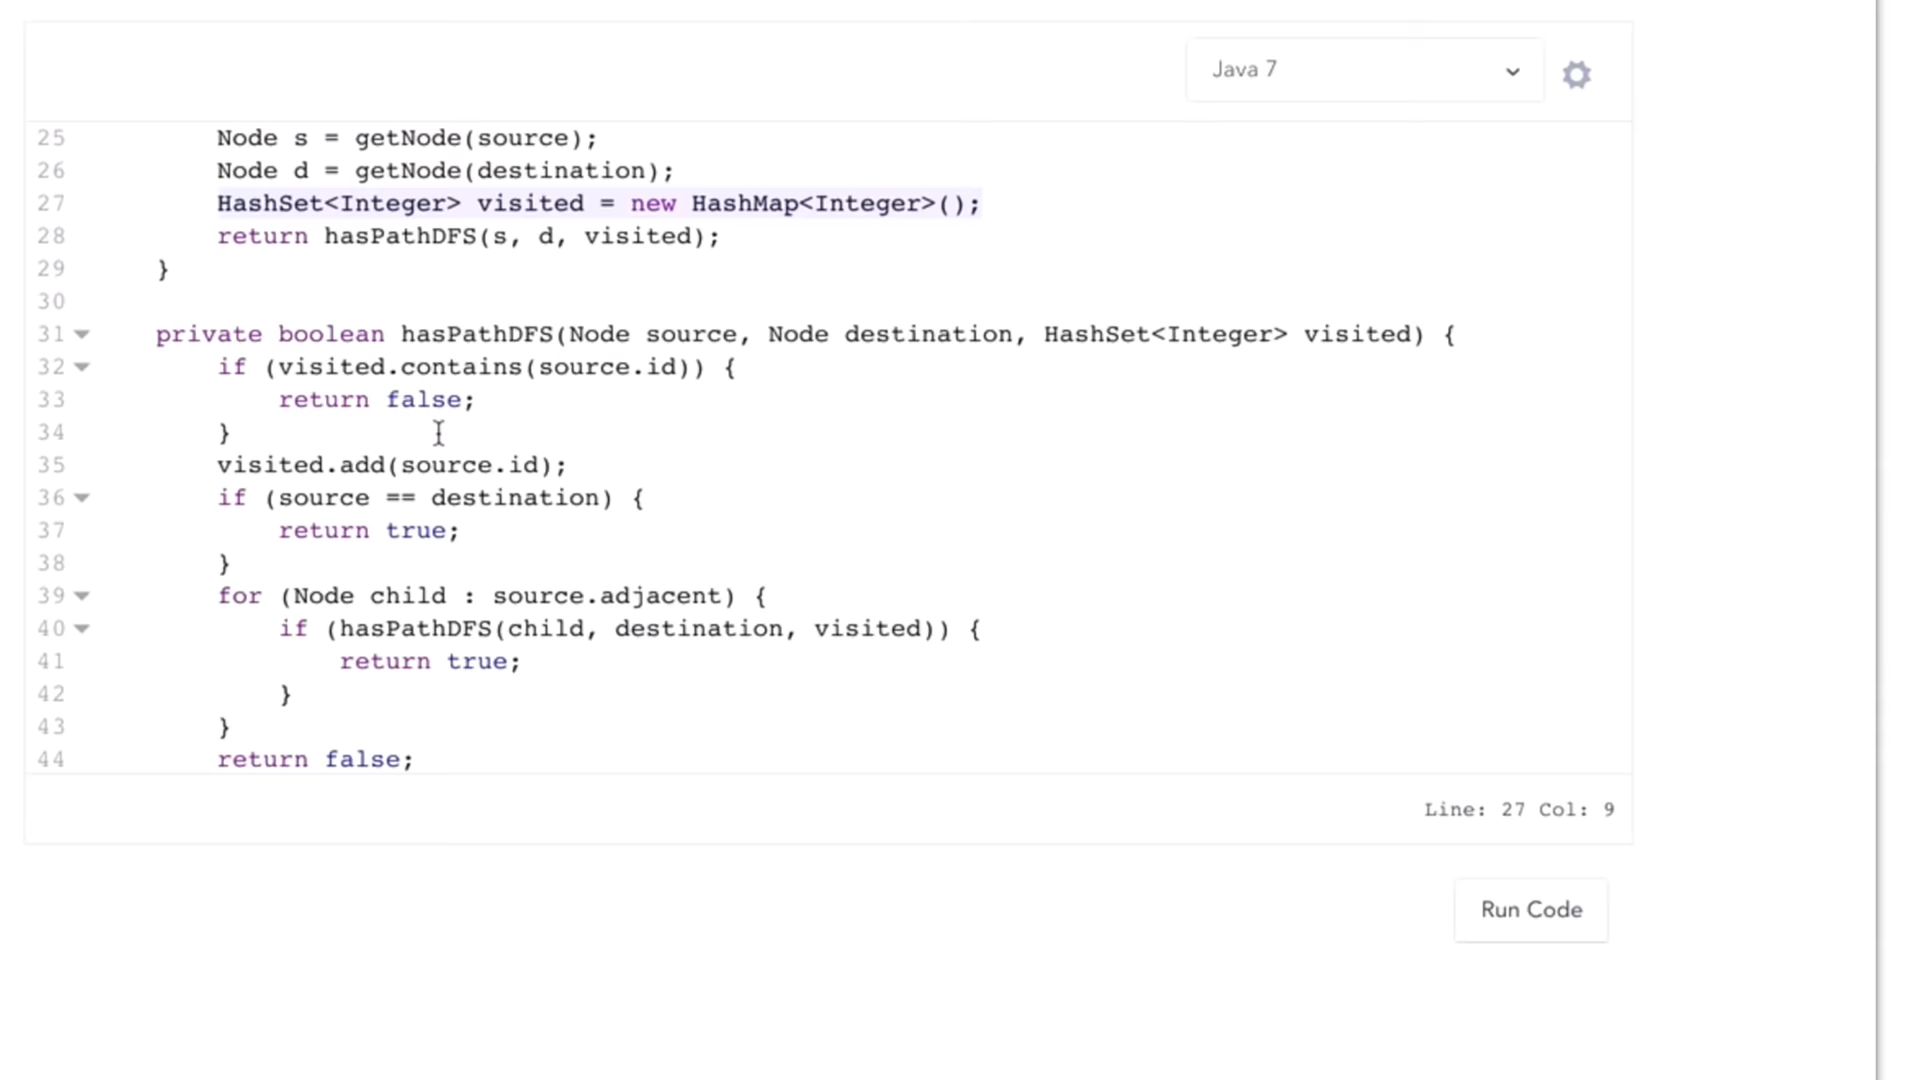 Java 7
25 Node s = getNode(source);
26 Node d = getNode(destination);
27 HashSet<Integer> visited = new HashMap<Integer>();
28 return hasPathDFS(s, d, visited);
29 }
30
31 private boolean hasPathDFS(Node source, Node destination, HashSet<Integer> visited) {
32 if (visited.contains(source.id)) {
33 return false;
34 }
35 visited.add(source.id);
36 if (source == destination) {
37 return true;
38 }
39 for (Node child : source.adjacent) {
40 if (hasPathDFS(child, destination, visited)) {
41 return true;
42 }
43 }
44 return false;
Line: 27 Col: 9
Run Code